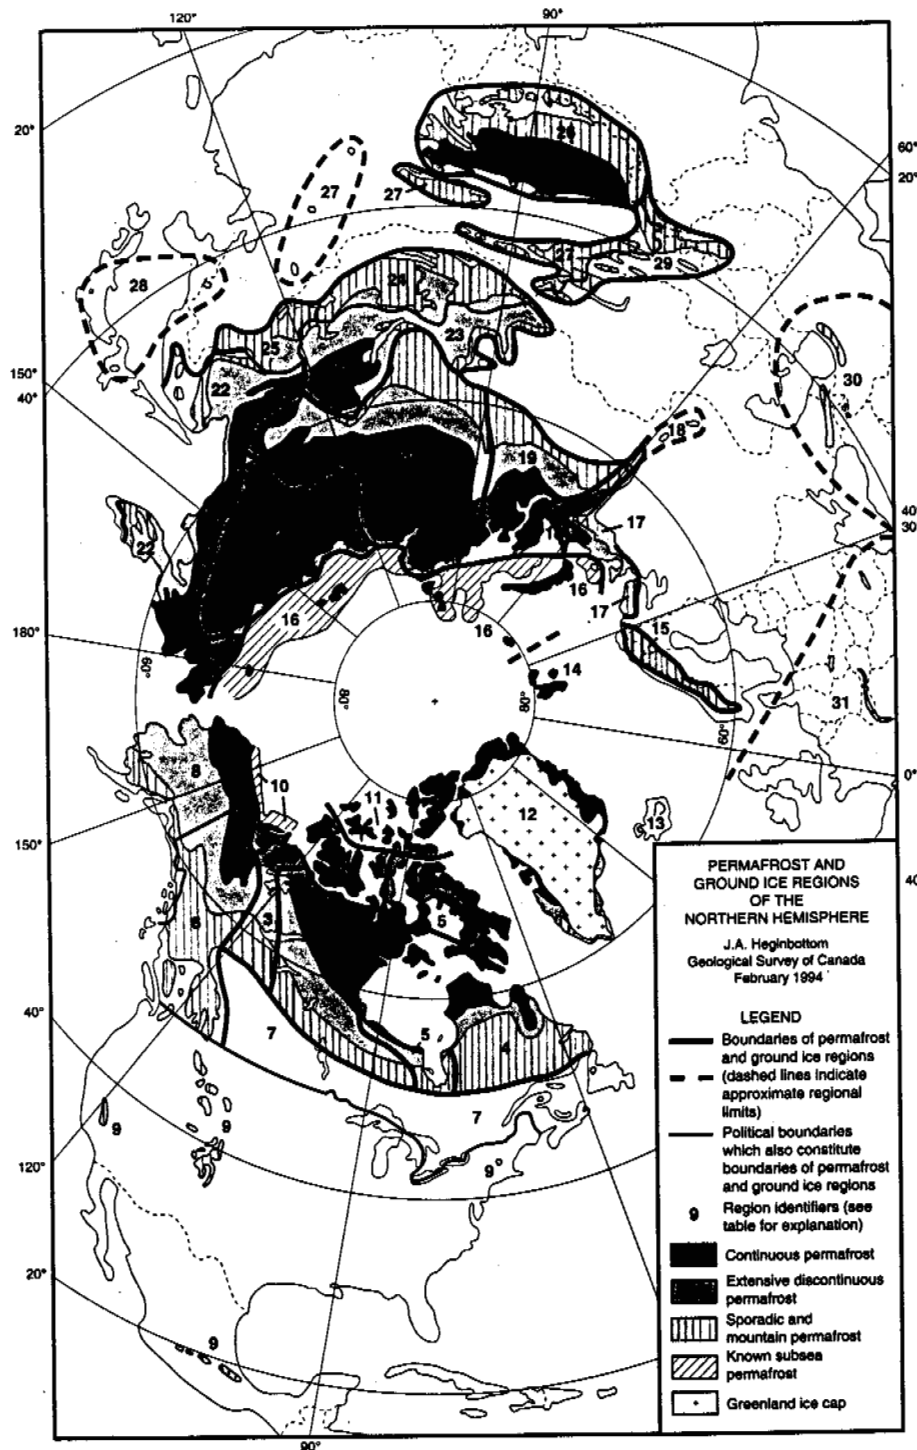 120°
90°
20°
60°
20°
26
27
27
27
29
28
24
23
25
22
30
150°
40°
18
19
17
40°
30
22
16
16
17
16
15
14
180°
60°
80°
80°
60°
31
0°
8
10
11
12
13
150°
6
3
5
5
4
7
7
40°
40
9
9
9
120°
20°
9
90°
PERMAFROST AND
GROUND ICE REGIONS
OF THE
NORTHERN HEMISPHERE
J.A. Heginbottom
Geological Survey of Canada
February 1994
LEGEND
Boundaries of permafrost
and ground ice regions
(dashed lines indicate
approximate regional
limits)
Political boundaries
which also constitute
boundaries of permafrost
and ground ice regions
9
Region identifiers (see
table for explanation)
Continuous permafrost
Extensive discontinuous
permafrost
Sporadic and
mountain permafrost
Known subsea
permafrost
Greenland ice cap